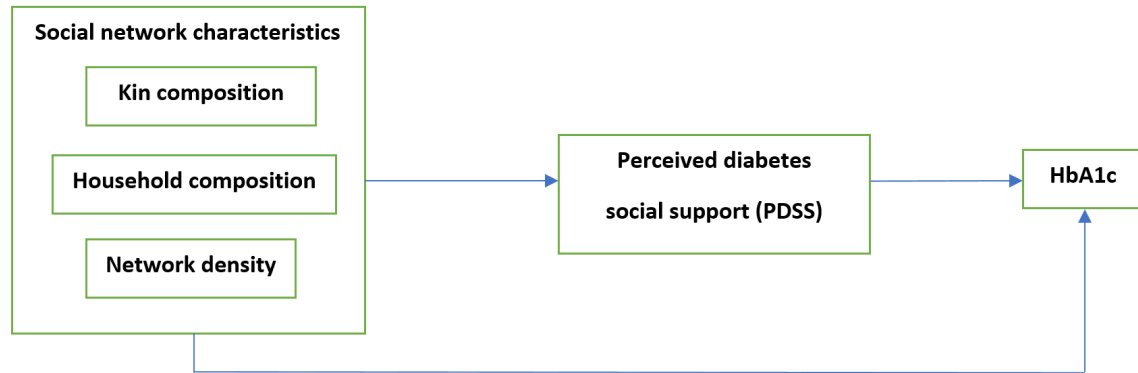 Social network characteristics
Kin composition
Household composition
Network density
Perceived diabetes
social support (PDSS)
HbA1c